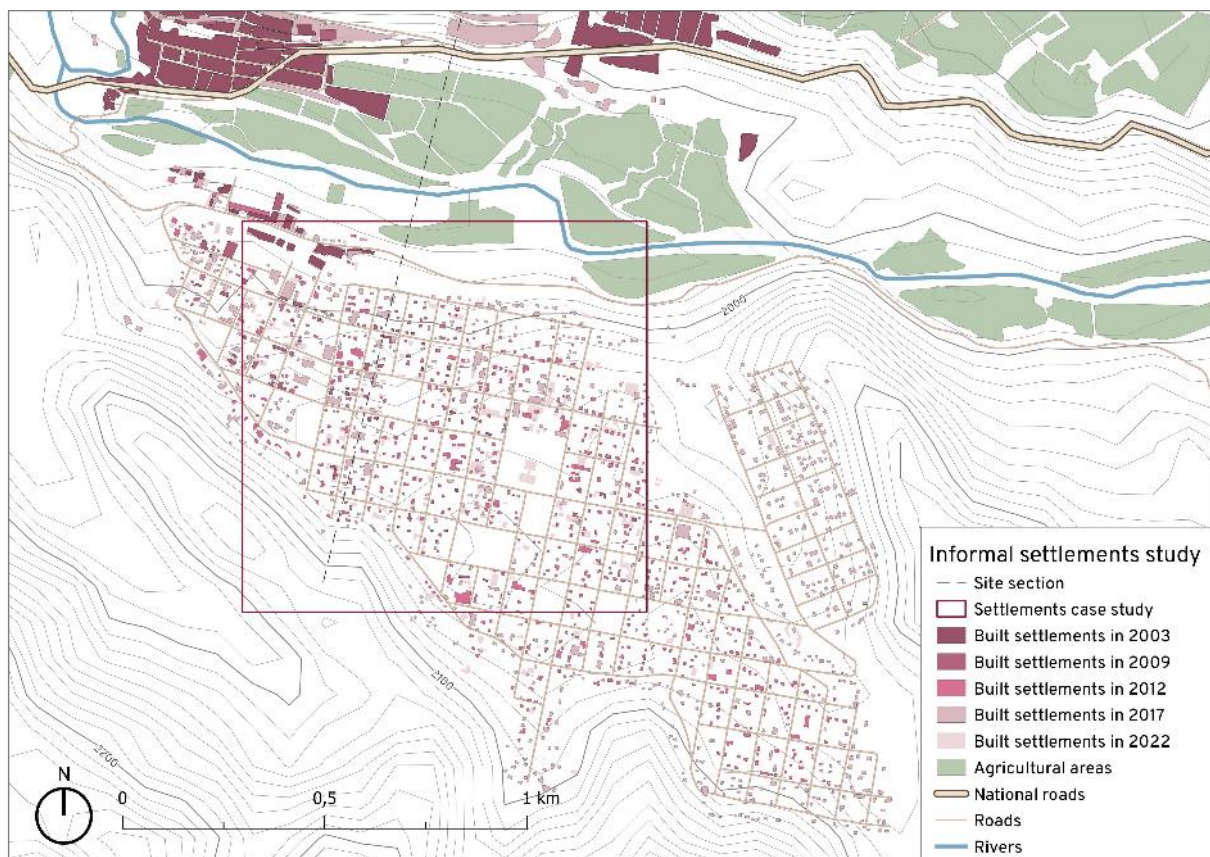 2000
2100
2200
N
0
0,5
1 km
Informal settlements study
Site section
Settlements case study
Built settlements in 2003
Built settlements in 2009
Built settlements in 2012
Built settlements in 2017
Built settlements in 2022
Agricultural areas
National roads
Roads
Rivers